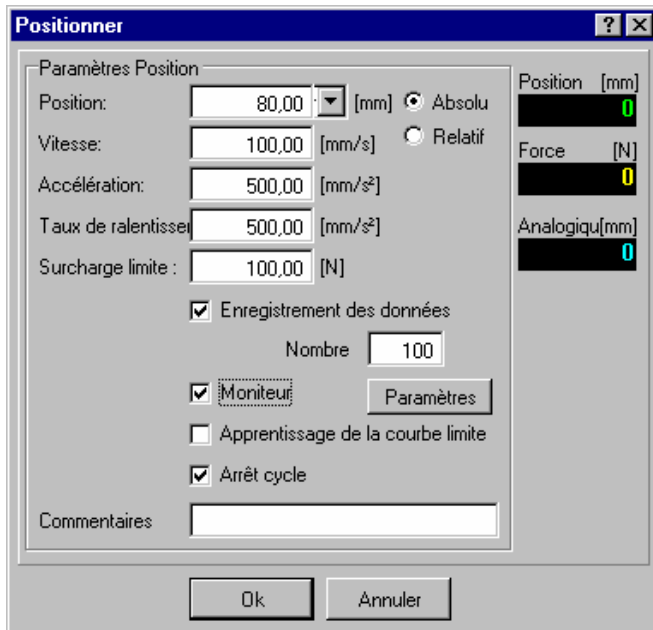 Positionner
Paramètres Position
Position: 80,00 [mm] Absolu
Relatif
Vitesse: 100,00 [mm/s]
Accélération: 500,00 [mm/s²]
Taux de ralentisser 500,00 [mm/s²]
Surcharge limite : 100,00 [N]
Enregistrement des données
Nombre 100
Moniteur Paramètres
Apprentissage de la courbe limite
Arrêt cycle
Commentaires
Position [mm]
0
Force [N]
0
Analogiqu[mm]
0
Ok Annuler